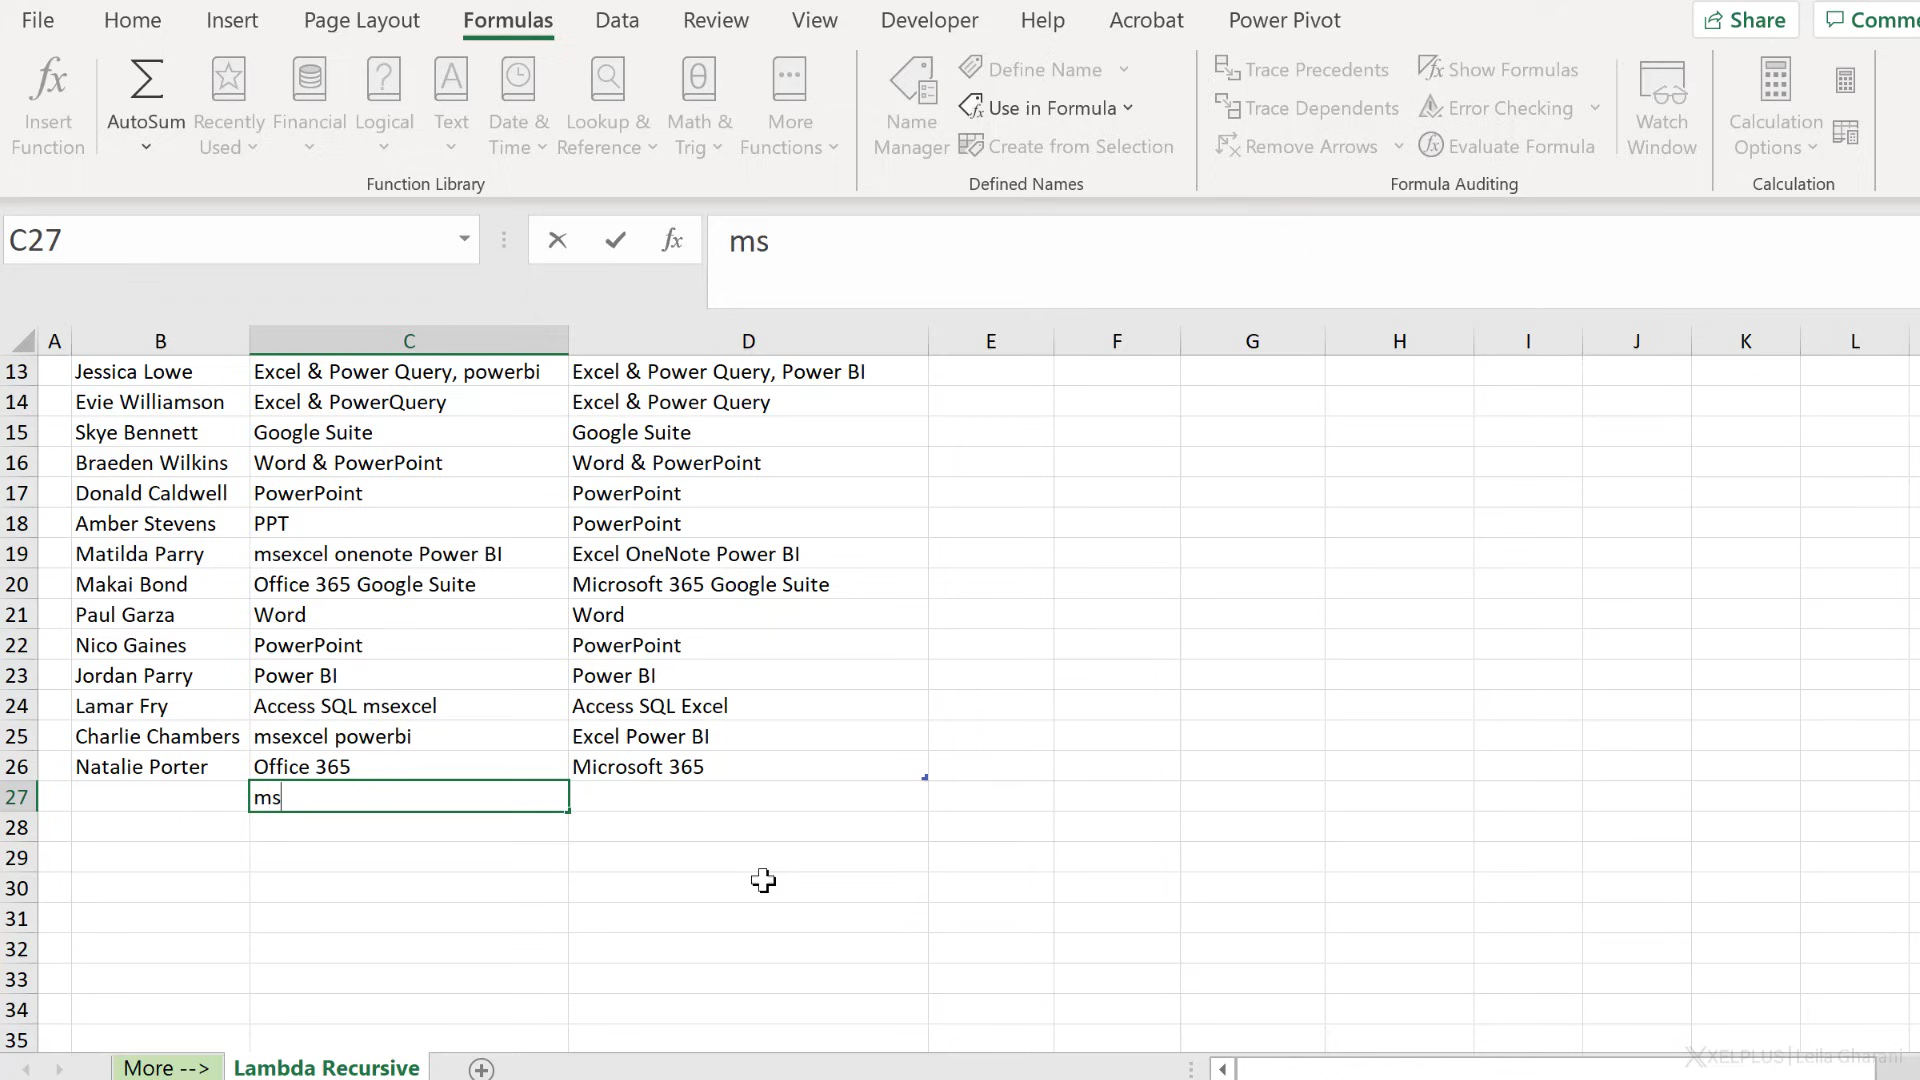 File Home Insert Page Layout Formulas Data Review View Developer Help Acrobat Power Pivot Share
Insert Function
AutoSum
Recently Used
Financial
Logical
Text
Date & Time
Lookup & Reference
Math & Trig
More Functions
Function Library
Name Manager
Define Name
Use in Formula
Create from Selection
Defined Names
Trace Precedents
Trace Dependents
Remove Arrows
Show Formulas
Error Checking
Evaluate Formula
Formula Auditing
Watch Window
Calculation Options
Calculation
C27 fx ms
A B C D E F G H I J K L
13 Jessica Lowe Excel & Power Query, powerbi Excel & Power Query, Power BI
14 Evie Williamson Excel & PowerQuery Excel & Power Query
15 Skye Bennett Google Suite Google Suite
16 Braeden Wilkins Word & PowerPoint Word & PowerPoint
17 Donald Caldwell PowerPoint PowerPoint
18 Amber Stevens PPT PowerPoint
19 Matilda Parry msexcel onenote Power BI Excel OneNote Power BI
20 Makai Bond Office 365 Google Suite Microsoft 365 Google Suite
21 Paul Garza Word Word
22 Nico Gaines PowerPoint PowerPoint
23 Jordan Parry Power BI Power BI
24 Lamar Fry Access SQL msexcel Access SQL Excel
25 Charlie Chambers msexcel powerbi Excel Power BI
26 Natalie Porter Office 365 Microsoft 365
27 ms
28
29
30
31
32
33
34
35
More --> Lambda Recursive
XELPLUS | Leila Gharani